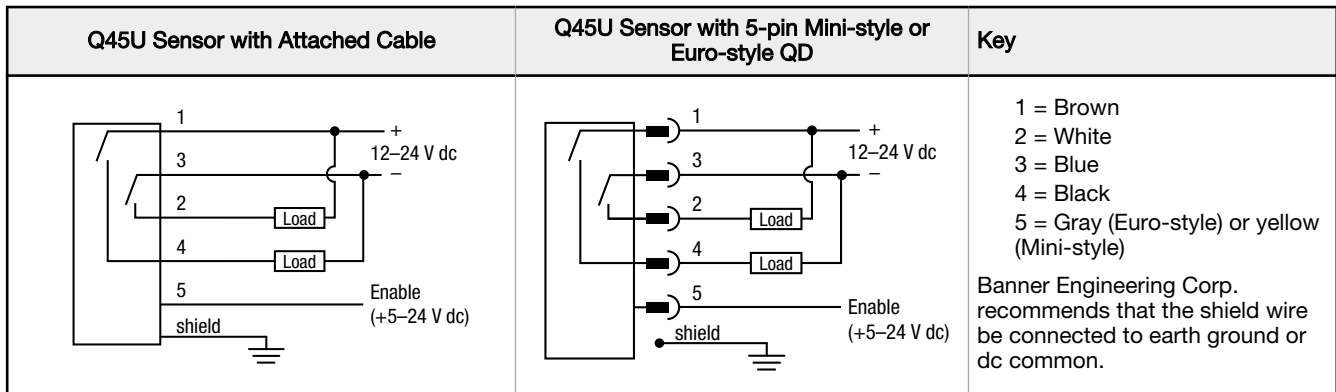 Q45U Sensor with Attached Cable
Q45U Sensor with 5-pin Mini-style or
Euro-style QD
Key
1
+
12–24 V dc
3
–
2
Load
4
Load
5
Enable
(+5–24 V dc)
shield
1
+
12–24 V dc
3
–
2
Load
4
Load
5
Enable
(+5–24 V dc)
shield
1 = Brown
2 = White
3 = Blue
4 = Black
5 = Gray (Euro-style) or yellow
(Mini-style)
Banner Engineering Corp.
recommends that the shield wire
be connected to earth ground or
dc common.